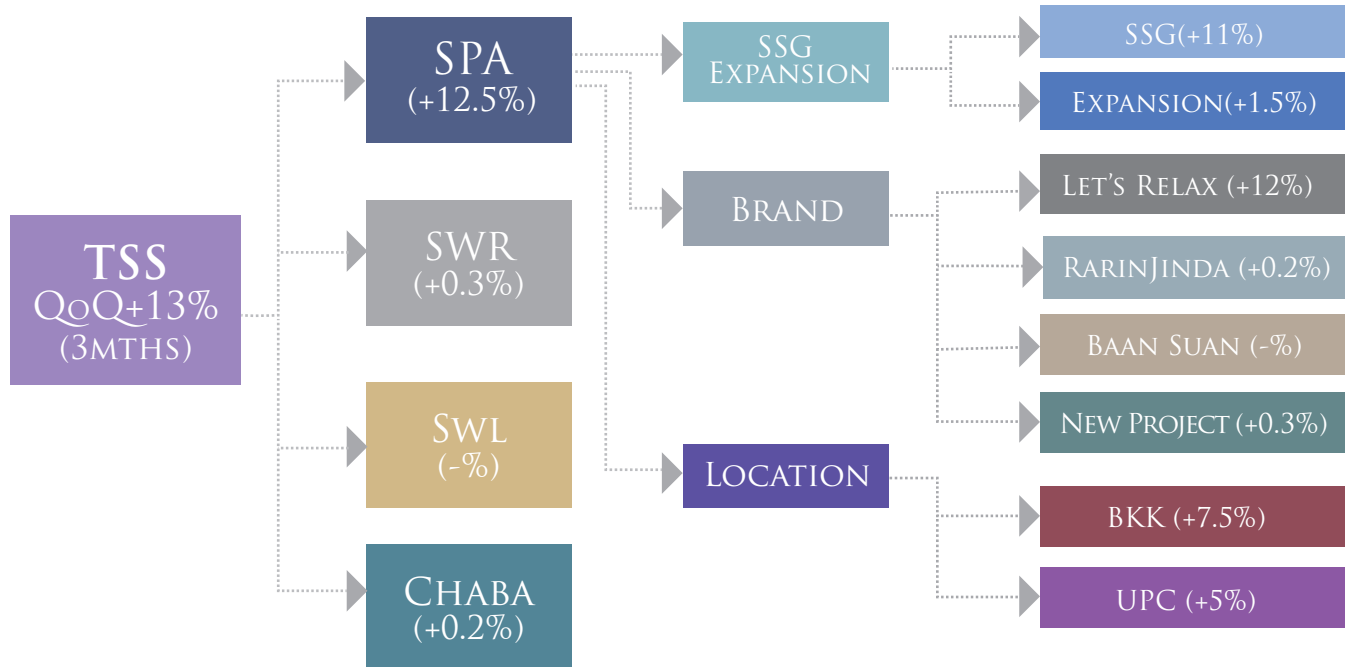 TSS
QoQ+13%
(3MTHS)
SPA
(+12.5%)
SWR
(+0.3%)
SWL
(-%)
CHABA
(+0.2%)
SSG
EXPANSION
BRAND
LOCATION
SSG(+11%)
EXPANSION(+1.5%)
LET'S RELAX (+12%)
RARINJINDA (+0.2%)
BAAN SUAN (-%)
NEW PROJECT (+0.3%)
BKK (+7.5%)
UPC (+5%)